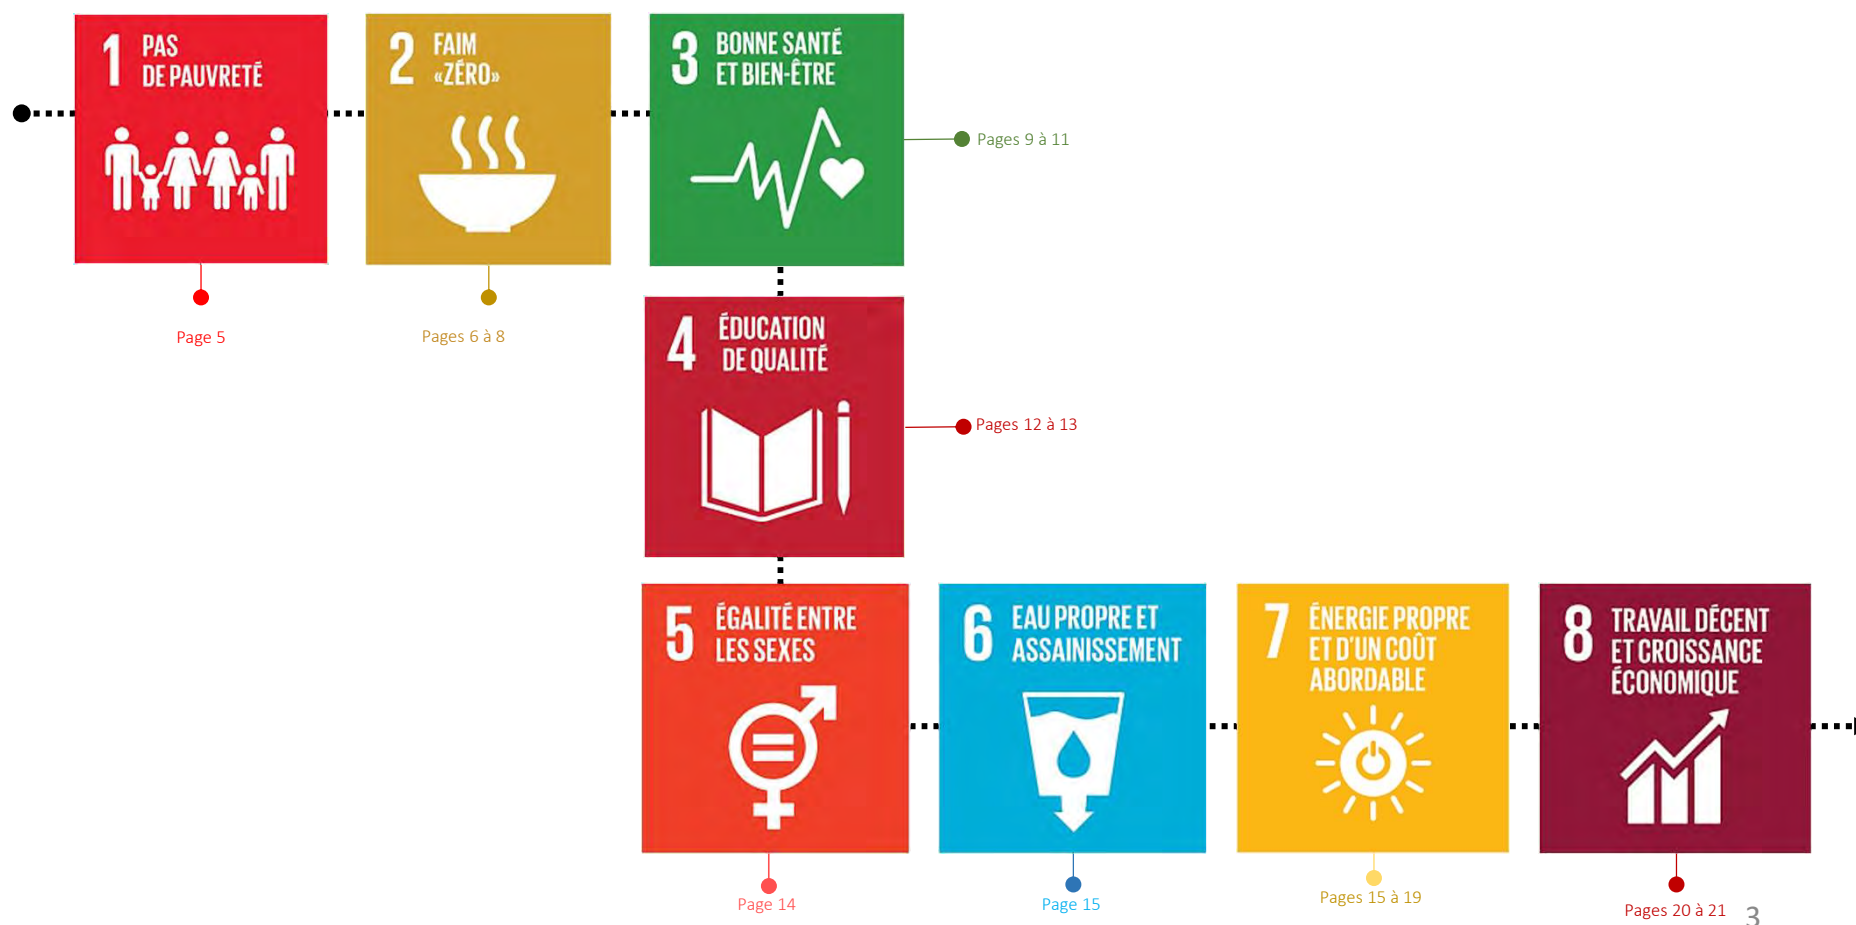 1 PAS
DE PAUVRETÉ
2 FAIM
«ZÉRO»
3 BONNE SANTÉ
ET BIEN-ÊTRE
Pages 9 à 11
Page 5
Pages 6 à 8
4 ÉDUCATION
DE QUALITÉ
Pages 12 à 13
5 ÉGALITÉ ENTRE
LES SEXES
6 EAU PROPRE ET
ASSAINISSEMENT
7 ÉNERGIE PROPRE
ET D'UN COÛT
ABORDABLE
8 TRAVAIL DÉCENT
ET CROISSANCE
ÉCONOMIQUE
Page 14
Page 15
Pages 15 à 19
Pages 20 à 21
3